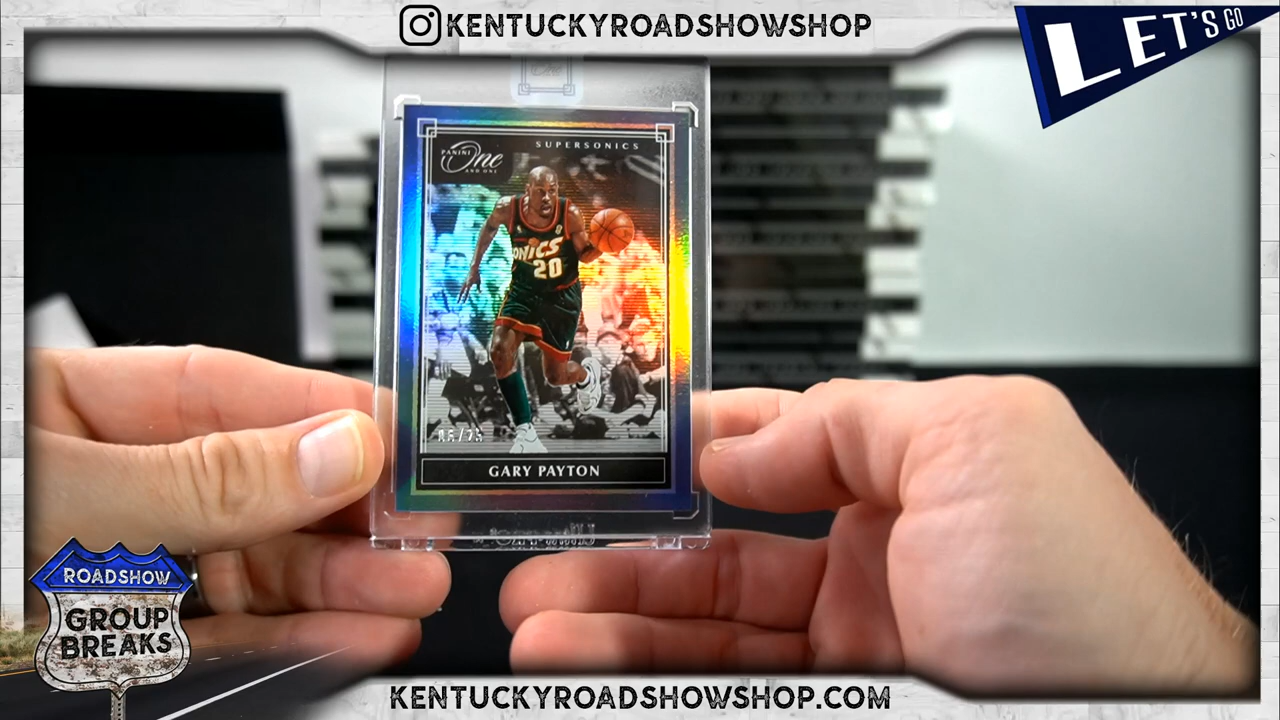 KENTUCKYROADSHOWSHOP
LET'S GO
SUPERSONICS
PANINI
One
AND ONE
SONICS
20
GARY PAYTON
ROADSHOW
GROUP
BREAKS
KENTUCKYROADSHOWSHOP.COM